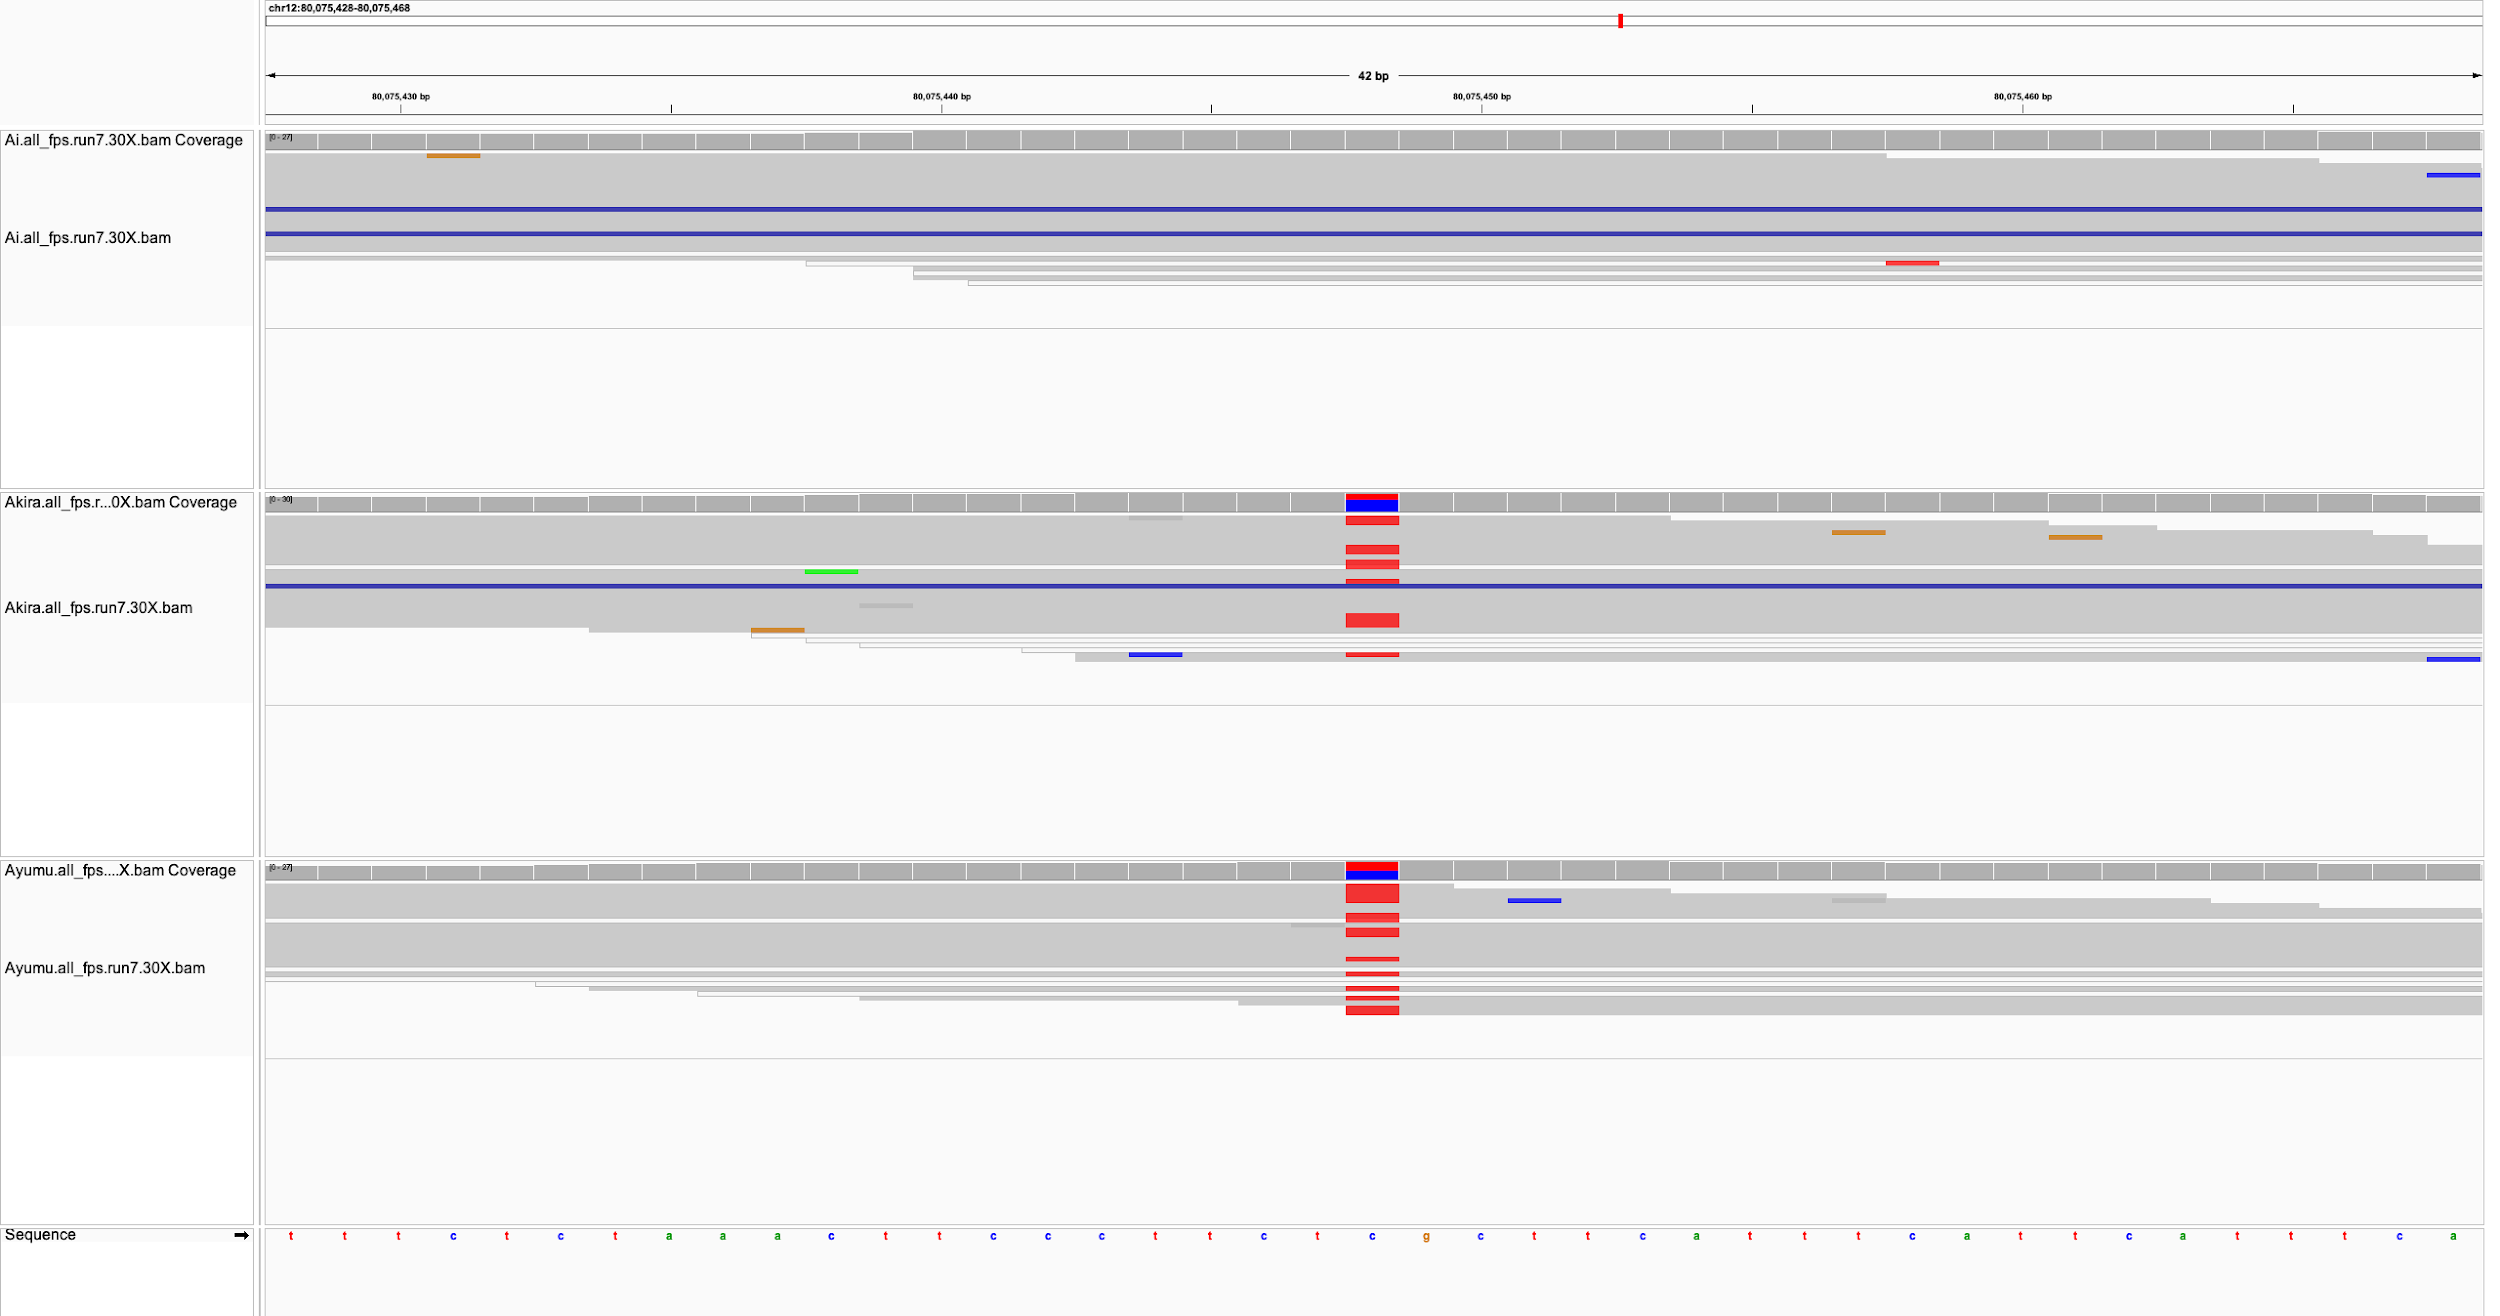 chr12:80,075,428-80,075,468
42 bp
80,075,430 bp 80,075,440 bp 80,075,450 bp 80,075,460 bp
Ai.all_fps.run7.30X.bam Coverage [0 - 27]
Ai.all_fps.run7.30X.bam
Akira.all_fps.r...0X.bam Coverage [0 - 30]
Akira.all_fps.run7.30X.bam
Ayumu.all_fps....X.bam Coverage [0 - 27]
Ayumu.all_fps.run7.30X.bam
Sequence t t t c t c t a a a c t t c c c t t c t c g c t t c a t t t c a t t c a t t t c a